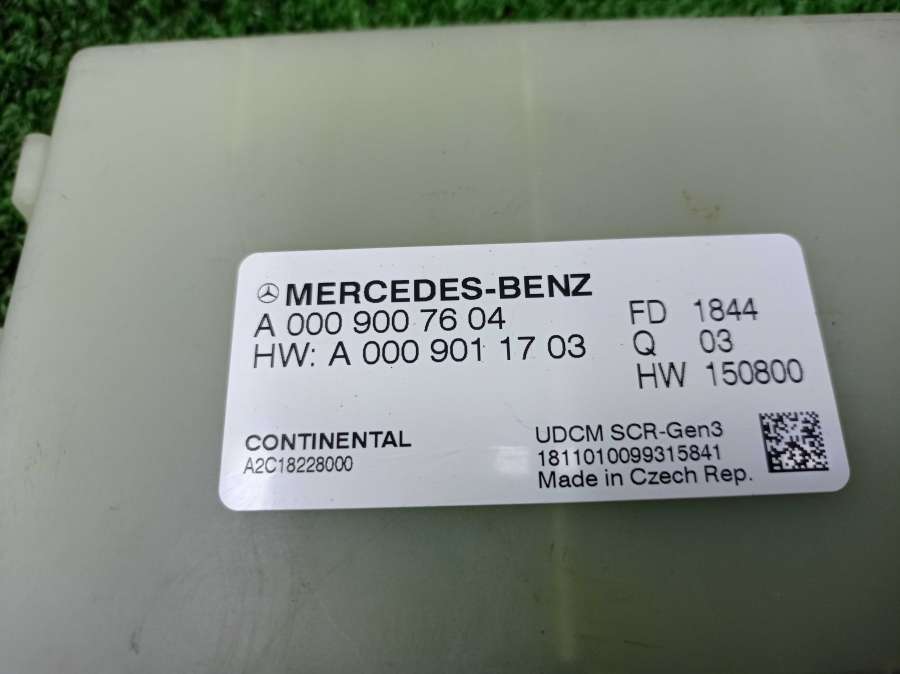 MERCEDES-BENZ
A 000 900 76 04
HW: A 000 901 17 03
FD 1844
Q 03
HW 150800
CONTINENTAL
A2C18228000
UDCM SCR-Gen3
1811010099315841
Made in Czech Rep.